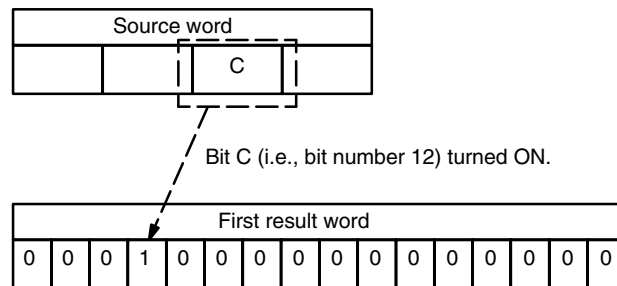 Source word
C
Bit C (i.e., bit number 12) turned ON.
First result word
0 0 0 1 0 0 0 0 0 0 0 0 0 0 0 0